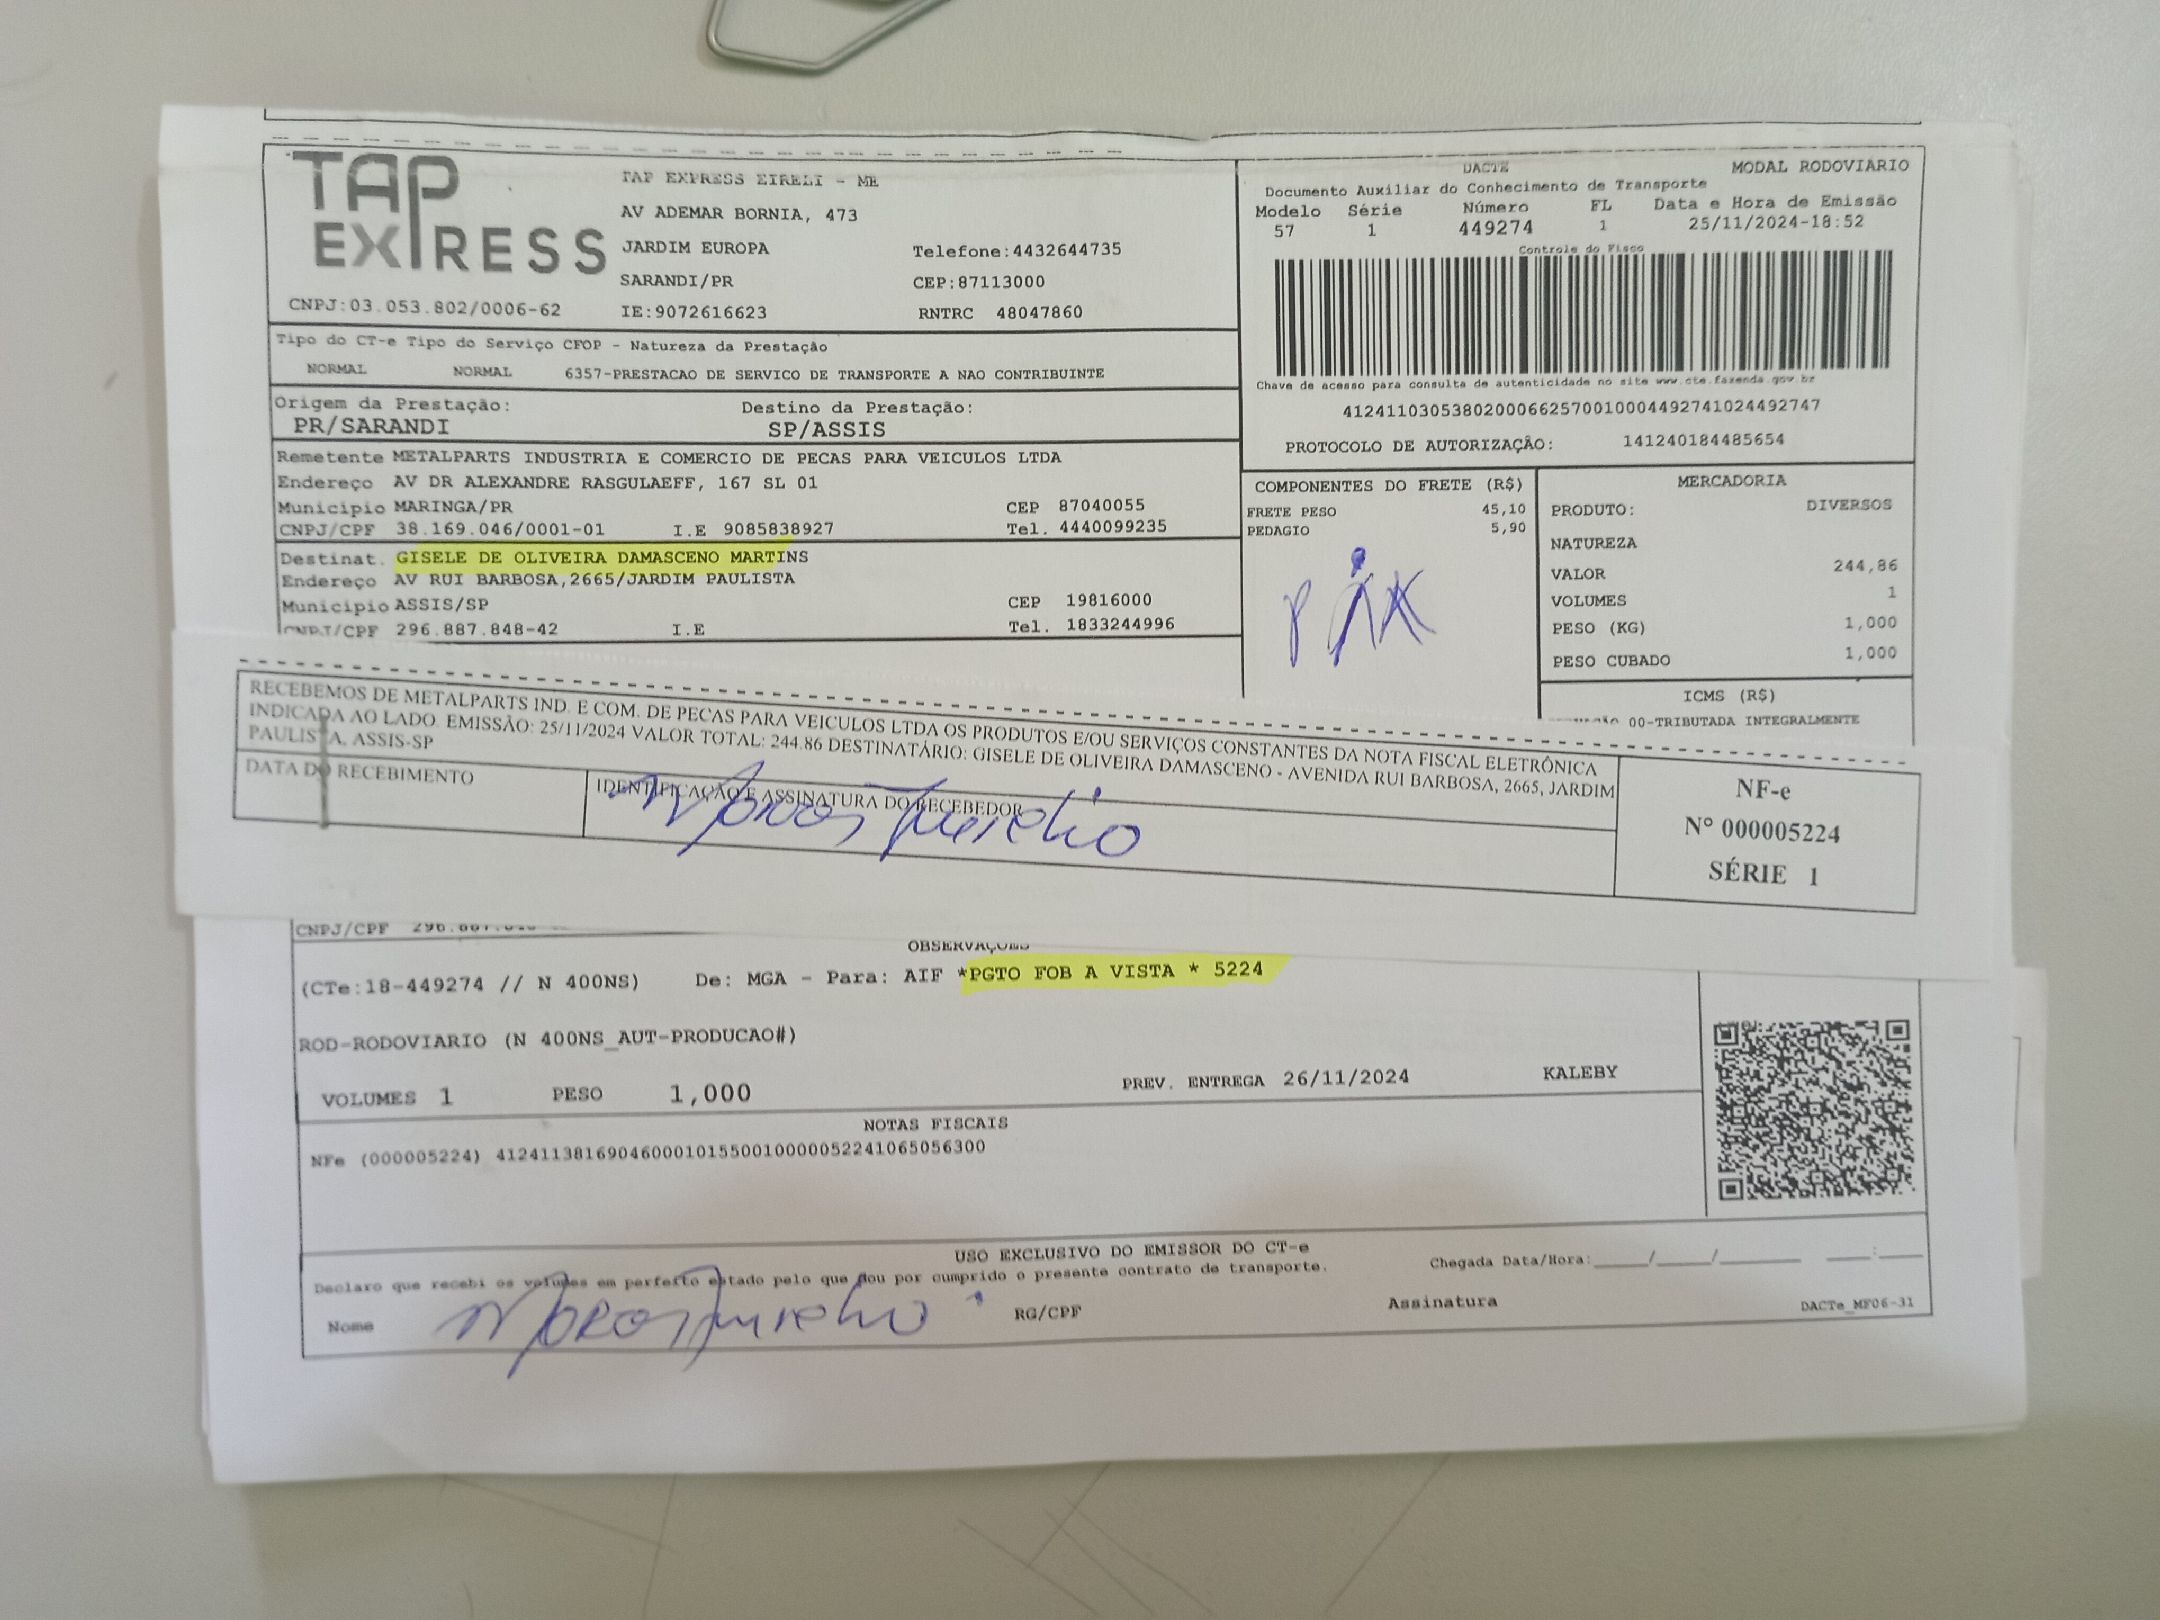 TAP EXPRESS
TAP EXPRESS EIRELI - ME
AV ADEMAR BORNIA, 473
JARDIM EUROPA Telefone:4432644735
SARANDI/PR CEP:87113000
CNPJ:03.053.802/0006-62 IE:9072616623 RNTRC 48047860
DACTE MODAL RODOVIARIO
Documento Auxiliar do Conhecimento de Transporte
Modelo Série Número FL Data e Hora de Emissão
57 1 449274 1 25/11/2024-18:52
Controle do Fisco
Chave de acesso para consulta de autenticidade no site www.cte.fazenda.gov.br
41241103053802000662570010004492741024492747
PROTOCOLO DE AUTORIZAÇÃO: 141240184485654
Tipo do CT-e Tipo do Serviço CFOP - Natureza da Prestação
NORMAL NORMAL 6357-PRESTACAO DE SERVICO DE TRANSPORTE A NAO CONTRIBUINTE
Origem da Prestação: Destino da Prestação:
PR/SARANDI SP/ASSIS
Remetente METALPARTS INDUSTRIA E COMERCIO DE PECAS PARA VEICULOS LTDA
Endereço AV DR ALEXANDRE RASGULAEFF, 167 SL 01
Município MARINGA/PR CEP 87040055
CNPJ/CPF 38.169.046/0001-01 I.E 9085838927 Tel. 4440099235
Destinat. GISELE DE OLIVEIRA DAMASCENO MARTINS
Endereço AV RUI BARBOSA,2665/JARDIM PAULISTA
Município ASSIS/SP CEP 19816000
CNPJ/CPF 296.887.848-42 I.E Tel. 1833244996
COMPONENTES DO FRETE (R$)
FRETE PESO 45,10
PEDAGIO 5,90
PIX
MERCADORIA
PRODUTO: DIVERSOS
NATUREZA
VALOR 244,86
VOLUMES 1
PESO (KG) 1,000
PESO CUBADO 1,000
ICMS (R$)
00-TRIBUTADA INTEGRALMENTE
RECEBEMOS DE METALPARTS IND. E COM. DE PECAS PARA VEICULOS LTDA OS PRODUTOS E/OU SERVIÇOS CONSTANTES DA NOTA FISCAL ELETRÔNICA
INDICADA AO LADO. EMISSÃO: 25/11/2024 VALOR TOTAL: 244.86 DESTINATÁRIO: GISELE DE OLIVEIRA DAMASCENO - AVENIDA RUI BARBOSA, 2665, JARDIM
PAULISTA, ASSIS-SP
DATA DO RECEBIMENTO IDENTIFICAÇÃO E ASSINATURA DO RECEBEDOR
NF-e
Nº 000005224
SÉRIE 1
CNPJ/CPF
OBSERVAÇÕES
(CTe:18-449274 // N 400NS) De: MGA - Para: AIF *PGTO FOB A VISTA * 5224
ROD-RODOVIARIO (N 400NS_AUT-PRODUCAO#)
VOLUMES 1 PESO 1,000 PREV. ENTREGA 26/11/2024 KALEBY
NOTAS FISCAIS
NFe (000005224) 41241138169046000101550010000052241065056300
USO EXCLUSIVO DO EMISSOR DO CT-e
Declaro que recebi os volumes em perfeito estado pelo que dou por cumprido o presente contrato de transporte.
Chegada Data/Hora:_____/_____/________ ____:____
Nome RG/CPF Assinatura DACTe_MF06-31